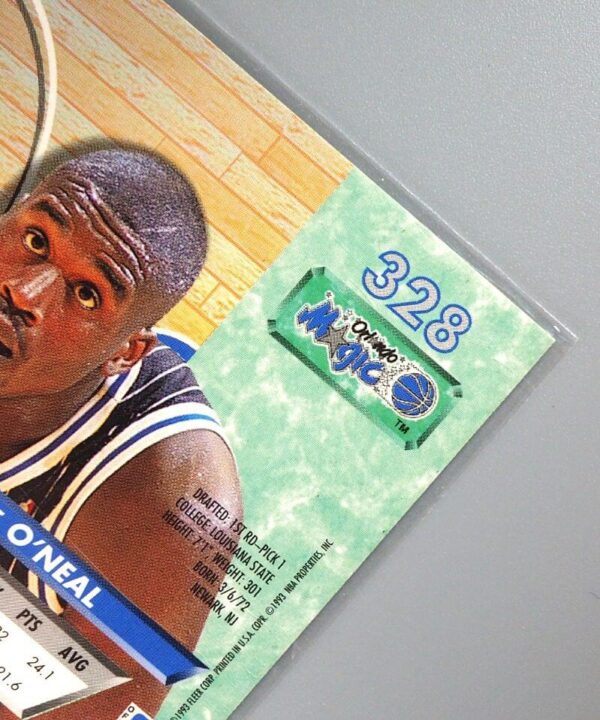 328
Orlando
Magic
TM
DRAFTED: 1ST RD–PICK 1
COLLEGE: LOUISIANA STATE
HEIGHT: 7'1" WEIGHT: 301
BORN: 3/6/72
NEWARK, NJ
O'NEAL
PTS AVG
24.1
©1993 FLEER CORP. PRINTED IN U.S.A. COPR. ©1993 NBA PROPERTIES, INC.